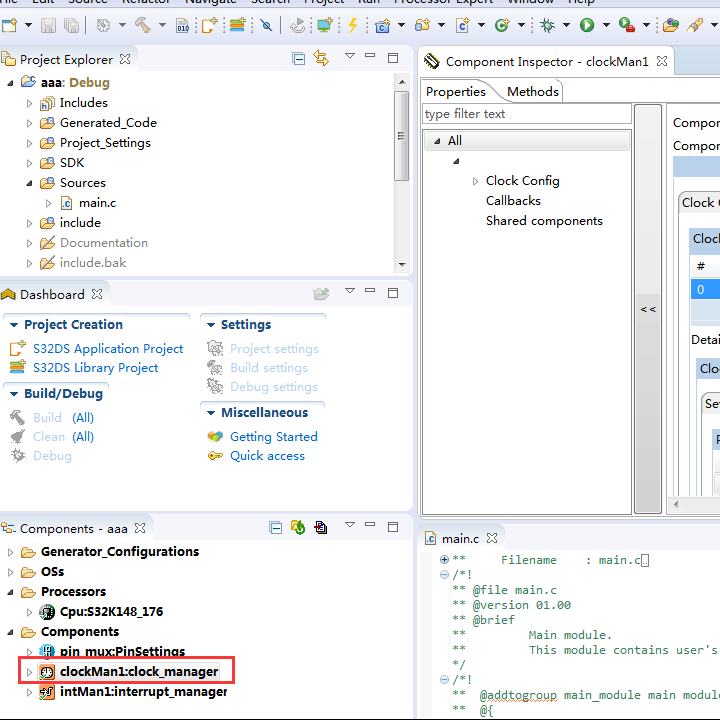 Project Explorer
aaa: Debug
Includes
Generated_Code
Project_Settings
SDK
Sources
main.c
include
Documentation
include.bak
Dashboard
Project Creation
S32DS Application Project
S32DS Library Project
Build/Debug
Build (All)
Clean (All)
Debug
Settings
Project settings
Build settings
Debug settings
Miscellaneous
Getting Started
Quick access
Components - aaa
Generator_Configurations
OSs
Processors
Cpu:S32K148_176
Components
pin_mux:PinSettings
clockMan1:clock_manager
intMan1:interrupt_manager
Component Inspector - clockMan1
Properties Methods
type filter text
All
Clock Config
Callbacks
Shared components
<<
Compon
Compon
Clock
Clock
#
0
Detai
Clo
Se
main.c
** Filename : main.c
/*!
** @file main.c
** @version 01.00
** @brief
** Main module.
** This module contains user's
*/
/*!
** @addtogroup main_module main module
** @{